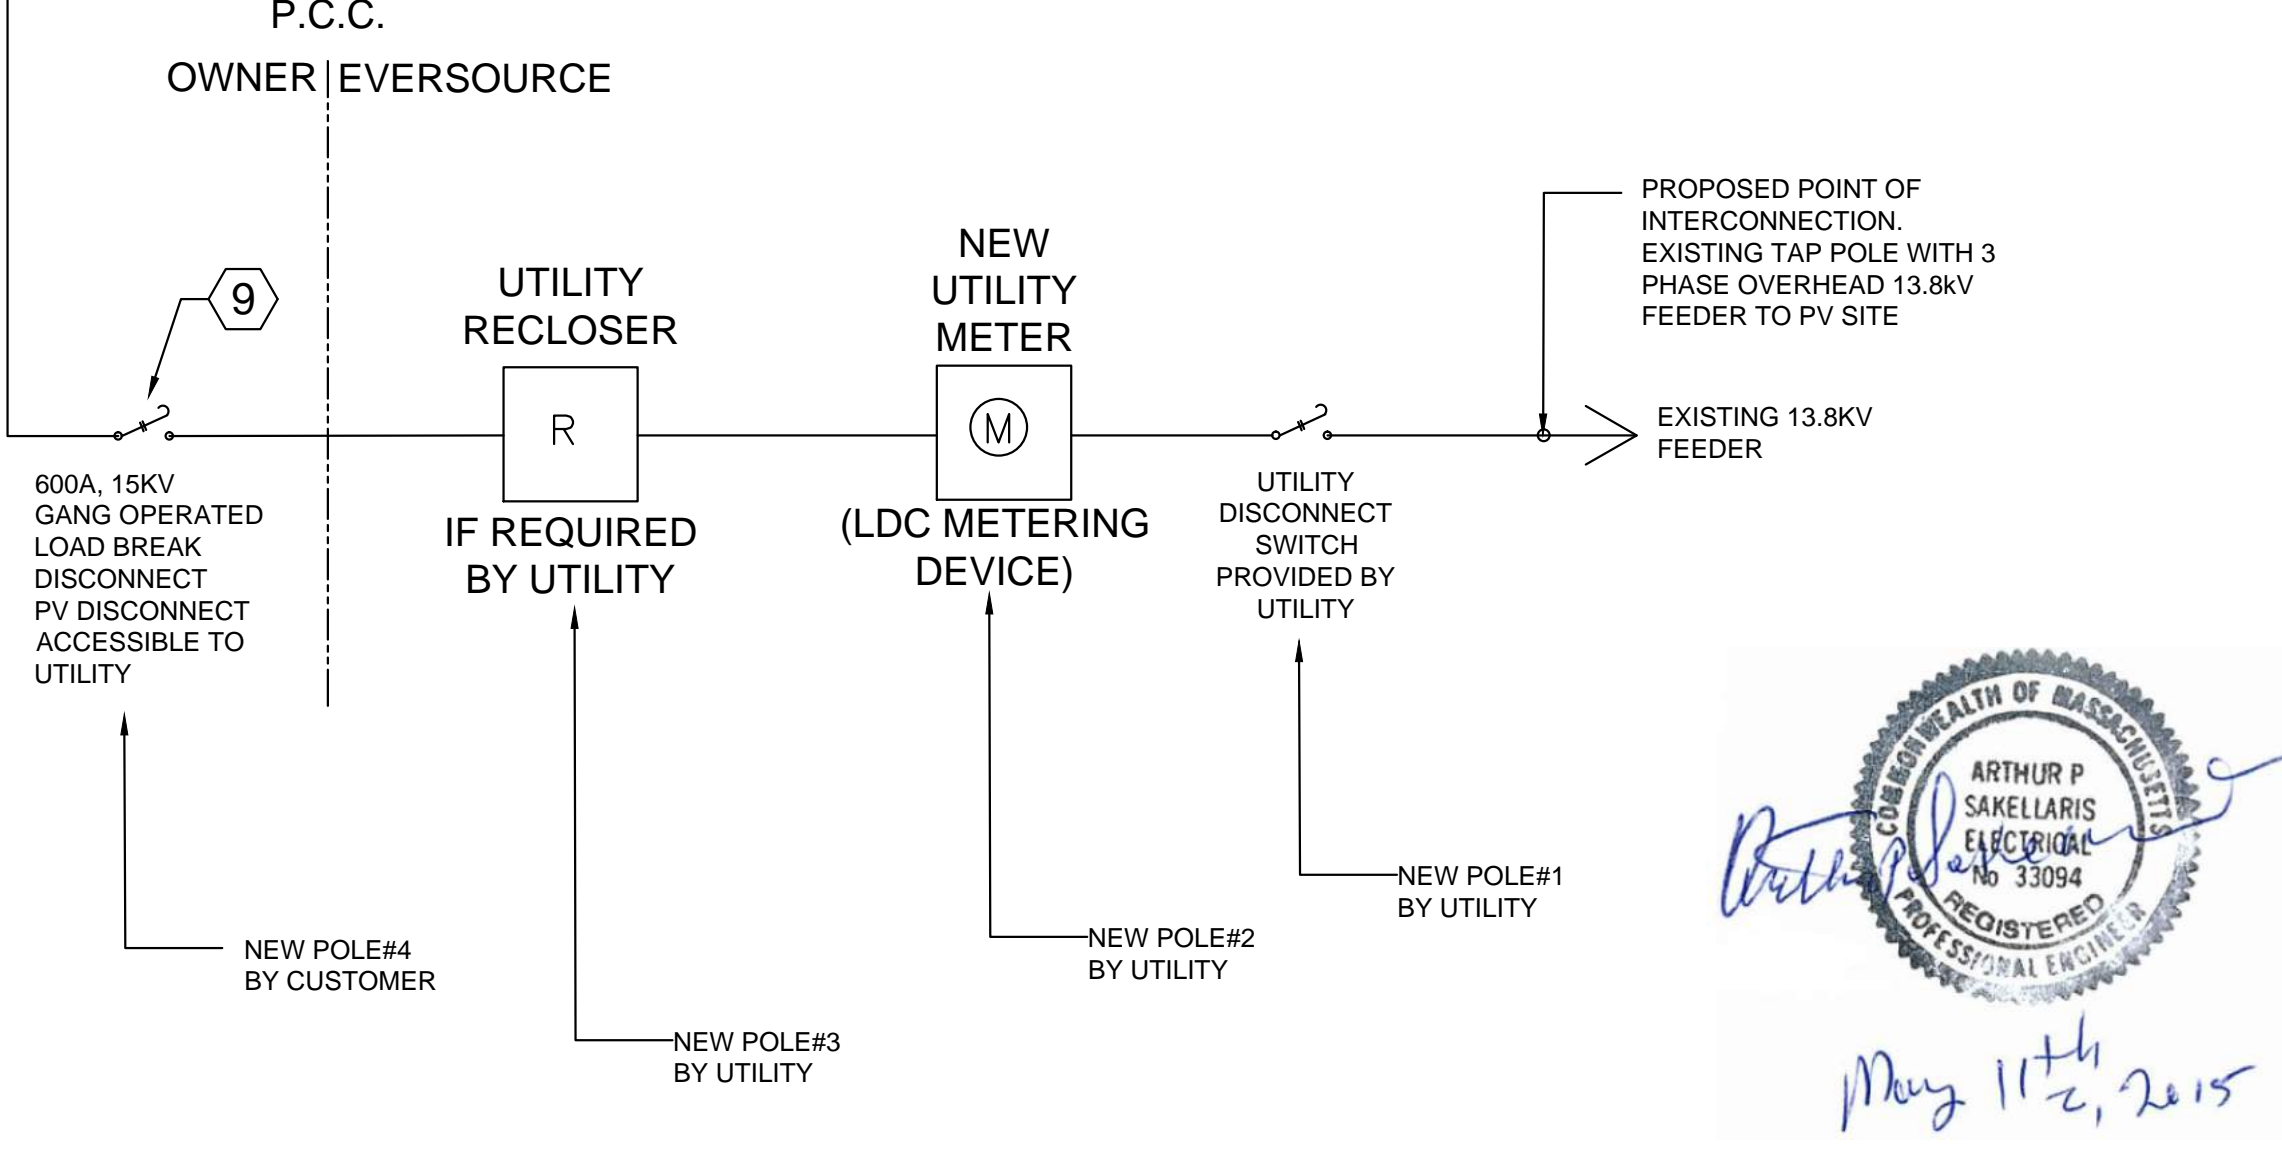 P.C.C.
OWNER EVERSOURCE
9
600A, 15KV
GANG OPERATED
LOAD BREAK
DISCONNECT
PV DISCONNECT
ACCESSIBLE TO
UTILITY
NEW POLE#4
BY CUSTOMER
UTILITY
RECLOSER
R
IF REQUIRED
BY UTILITY
NEW POLE#3
BY UTILITY
NEW
UTILITY
METER
M
(LDC METERING
DEVICE)
NEW POLE#2
BY UTILITY
UTILITY
DISCONNECT
SWITCH
PROVIDED BY
UTILITY
NEW POLE#1
BY UTILITY
PROPOSED POINT OF
INTERCONNECTION.
EXISTING TAP POLE WITH 3
PHASE OVERHEAD 13.8kV
FEEDER TO PV SITE
EXISTING 13.8KV
FEEDER
COMMONWEALTH OF MASSACHUSETTS
ARTHUR P
SAKELLARIS
ELECTRICAL
No 33094
REGISTERED
PROFESSIONAL ENGINEER
May 11th, 2015